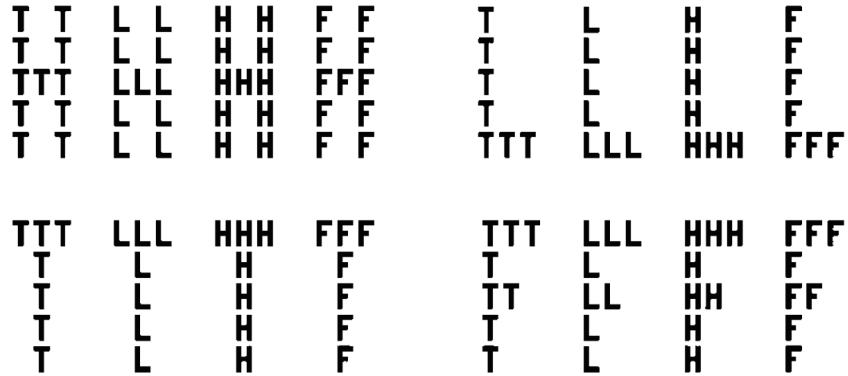 T T L L H H F F T L H F
T T L L H H F F T L H F
TTT LLL HHH FFF T L H F
T T L L H H F F T L H F
T T L L H H F F TTT LLL HHH FFF
TTT LLL HHH FFF TTT LLL HHH FFF
T L H F T L H F
T L H F TT LL HH FF
T L H F T L H F
T L H F T L H F